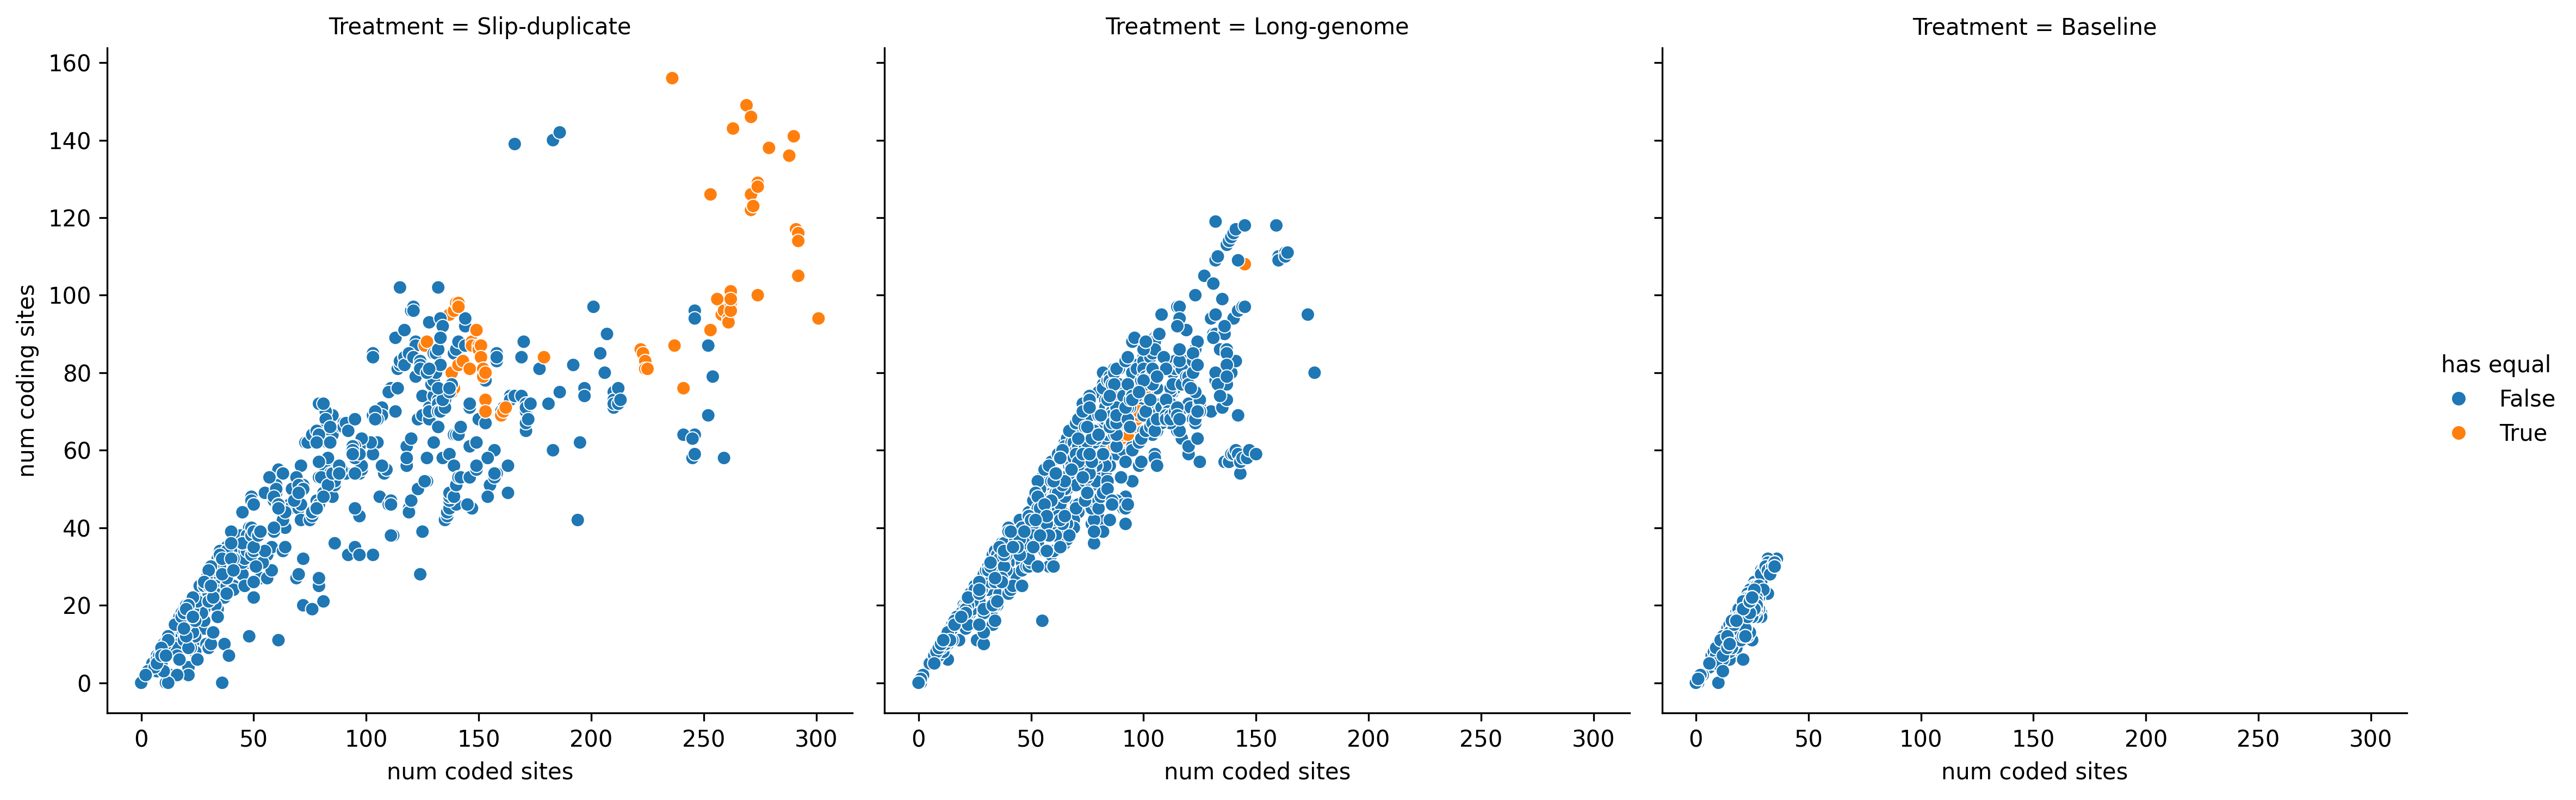 Treatment = Slip-duplicate
Treatment = Long-genome
Treatment = Baseline
num coding sites
160
140
120
100
80
60
40
20
0
0 50 100 150 200 250 300
0 50 100 150 200 250 300
0 50 100 150 200 250 300
num coded sites
num coded sites
num coded sites
has equal
False
True